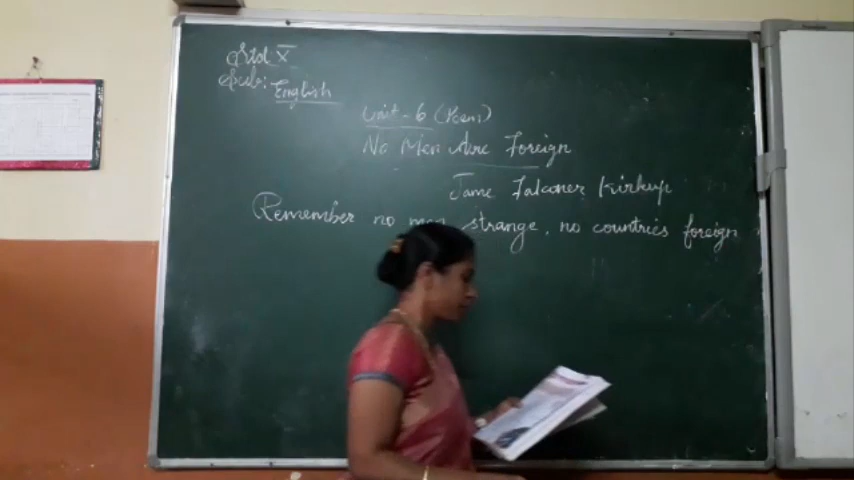 Std X
Sub: English
Unit - 6 (Poem)
No Men Are Foreign
Jame Falconer Kirkup
Remember no men strange, no countries foreign